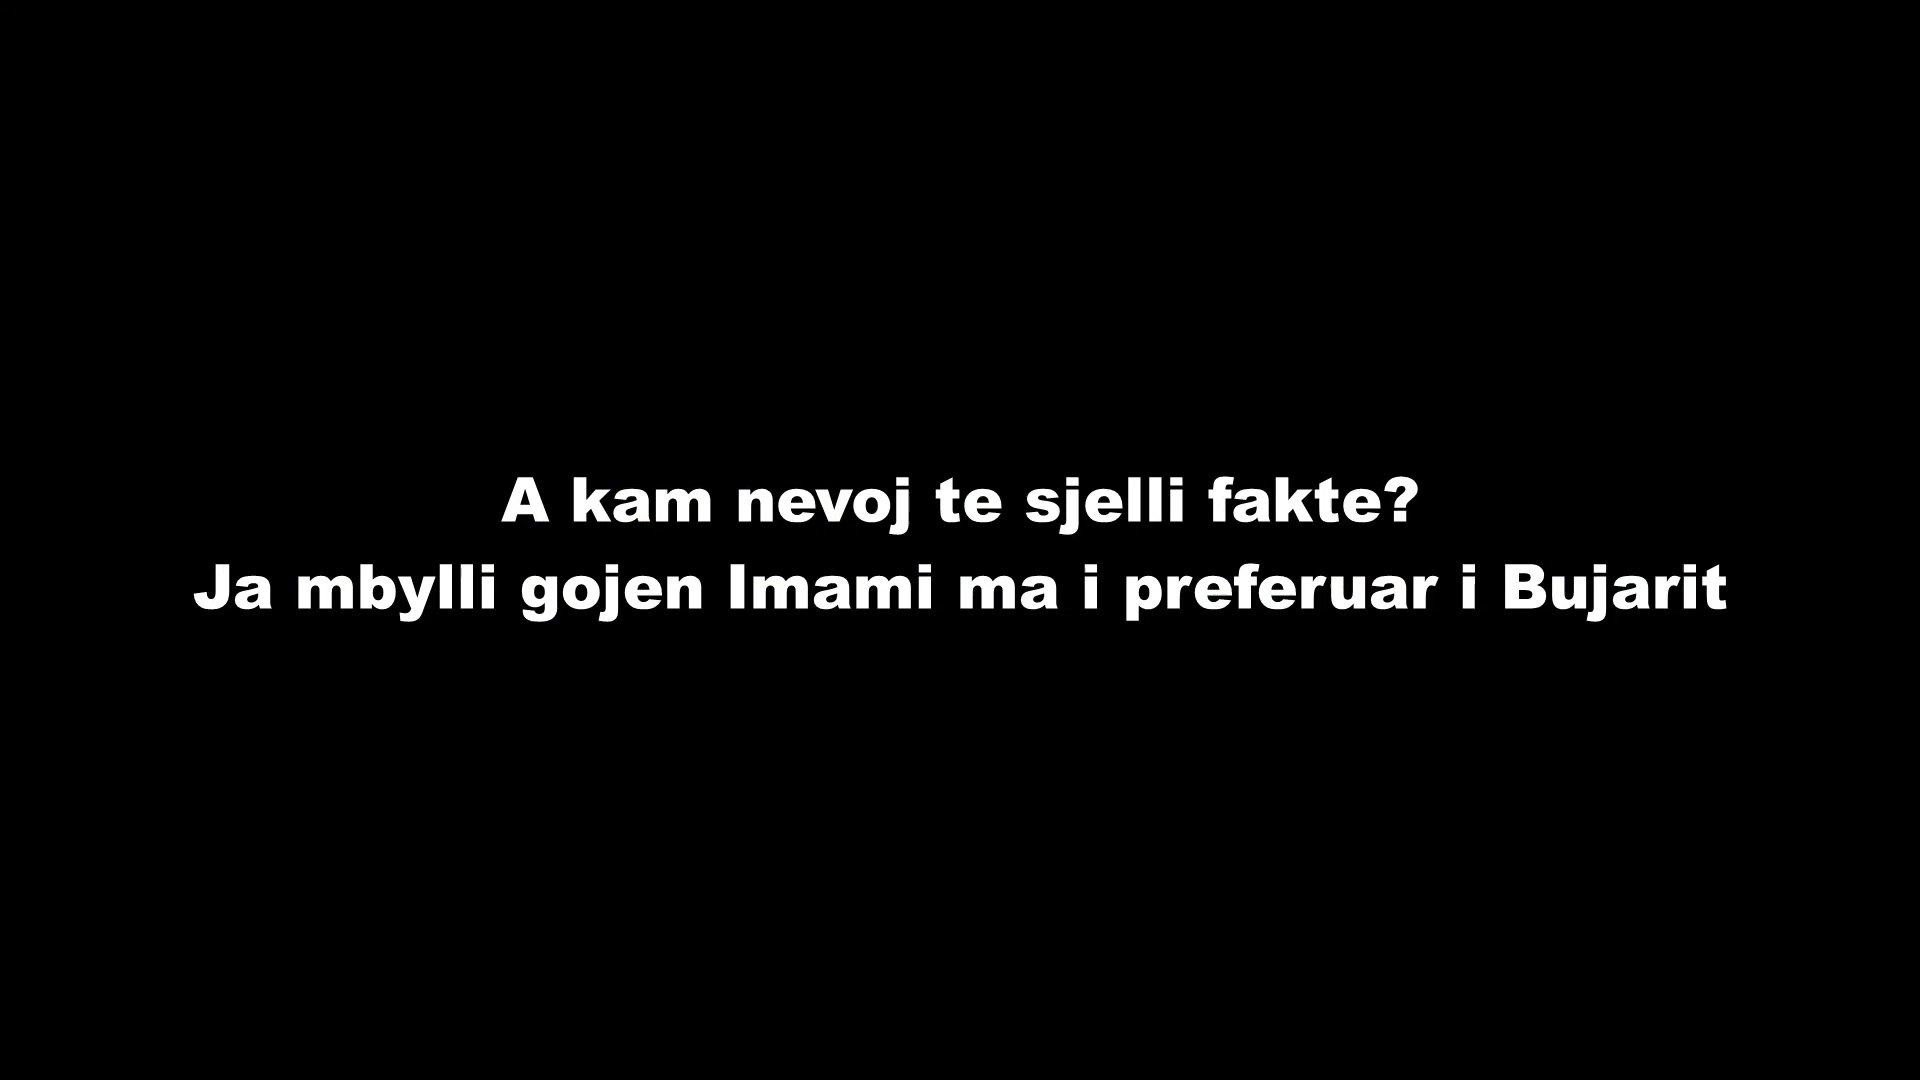 A kam nevoj te sjelli fakte?
Ja mbylli gojen Imami ma i preferuar i Bujarit